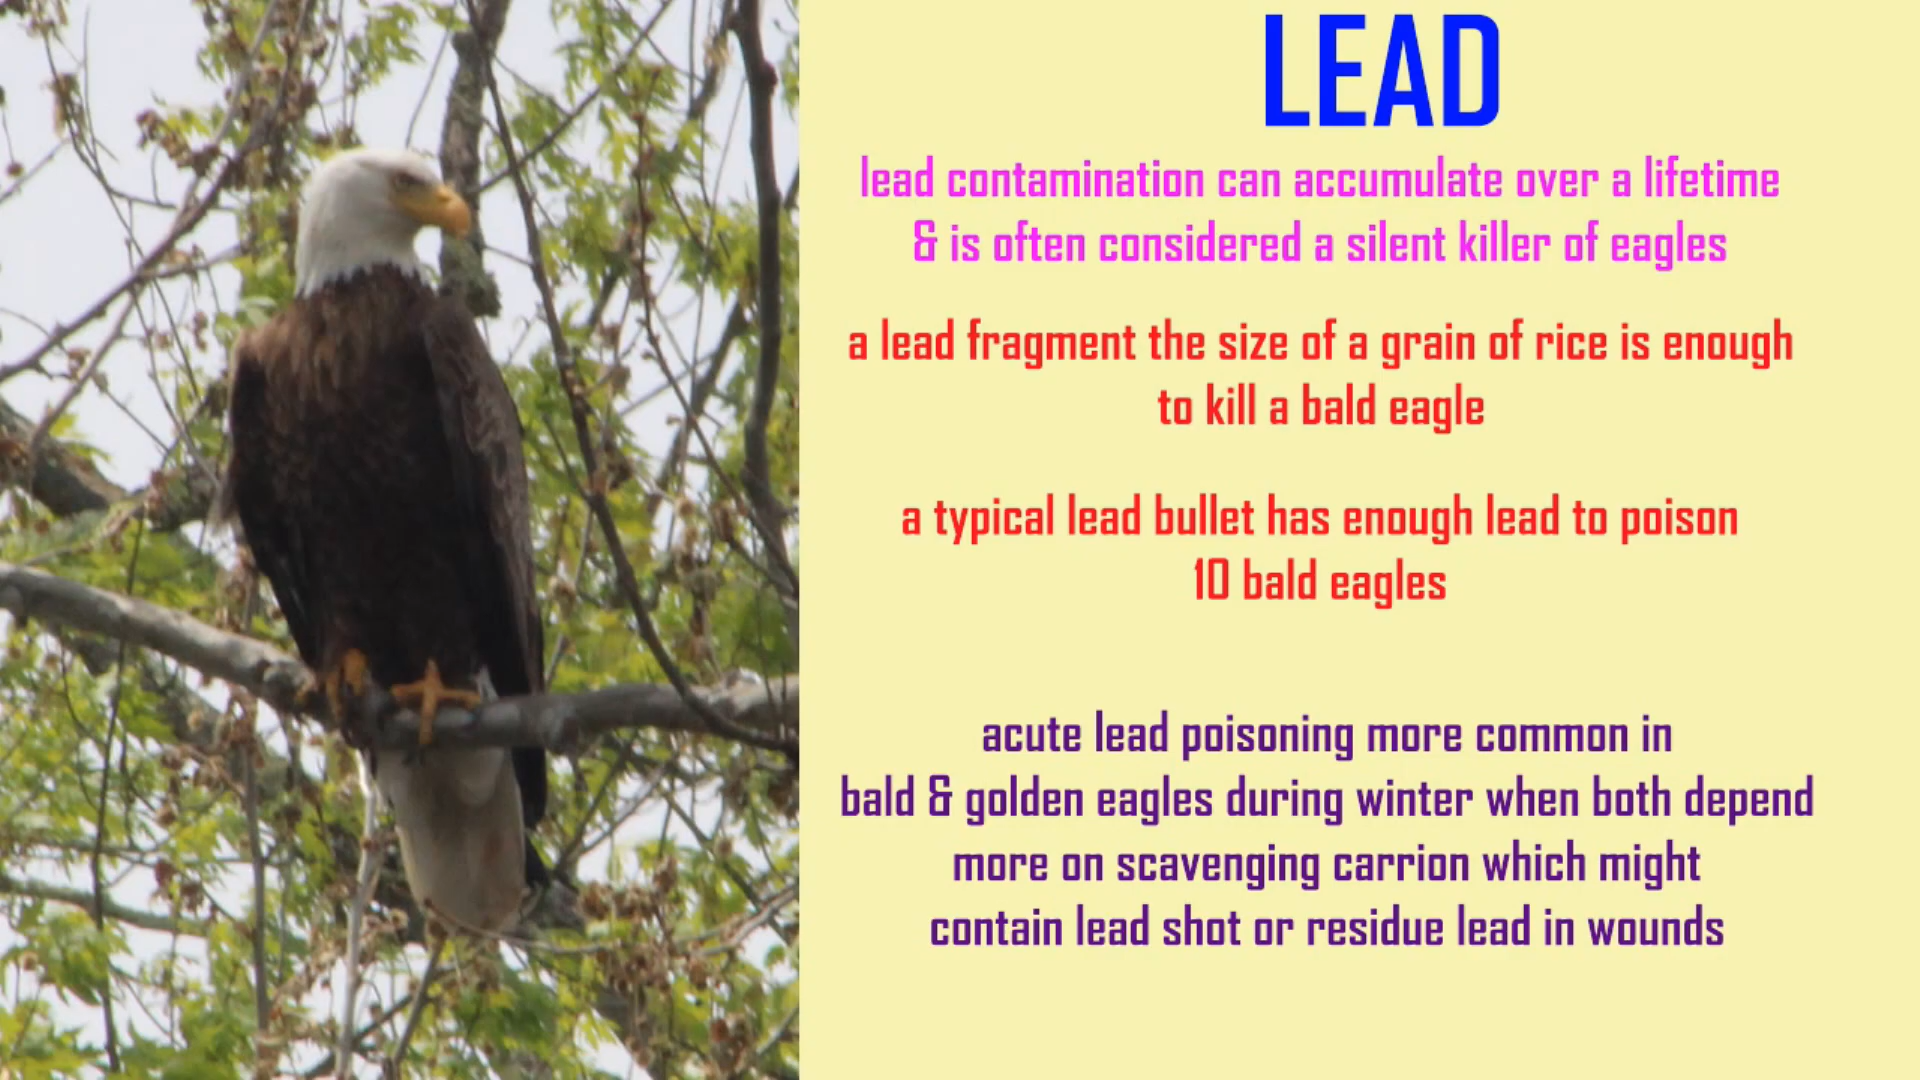 LEAD
lead contamination can accumulate over a lifetime
& is often considered a silent killer of eagles
a lead fragment the size of a grain of rice is enough
to kill a bald eagle
a typical lead bullet has enough lead to poison
10 bald eagles
acute lead poisoning more common in
bald & golden eagles during winter when both depend
more on scavenging carrion which might
contain lead shot or residue lead in wounds